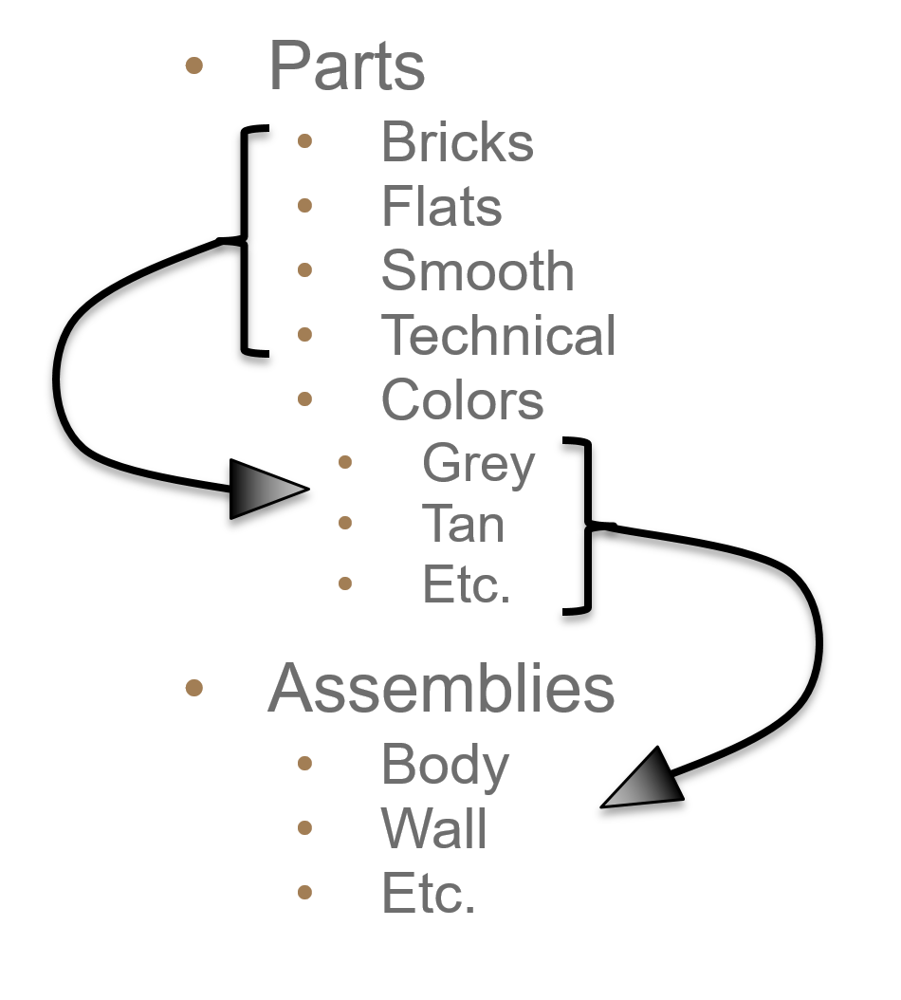 Parts
Bricks
Flats
Smooth
Technical
Colors
Grey
Tan
Etc.
Assemblies
Body
Wall
Etc.